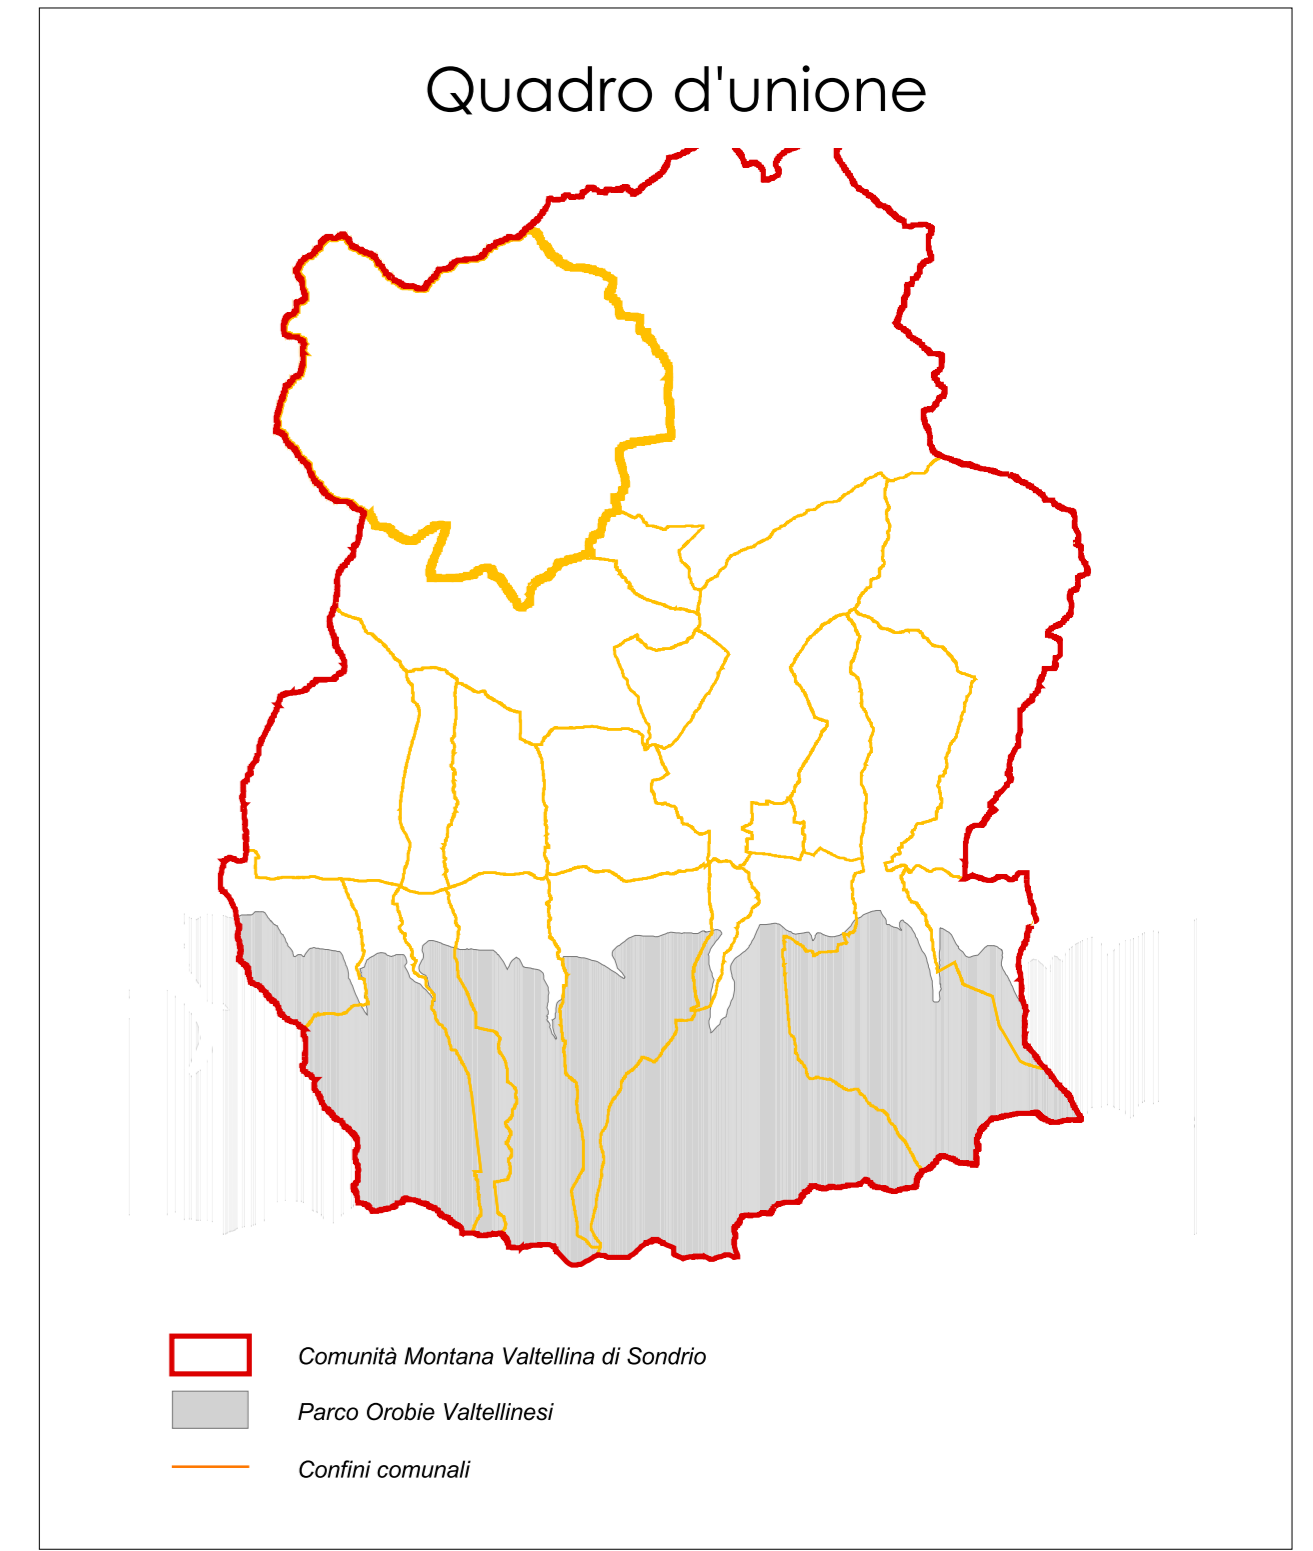 Quadro d'unione
Comunità Montana Valtellina di Sondrio
Parco Orobie Valtellinesi
Confini comunali